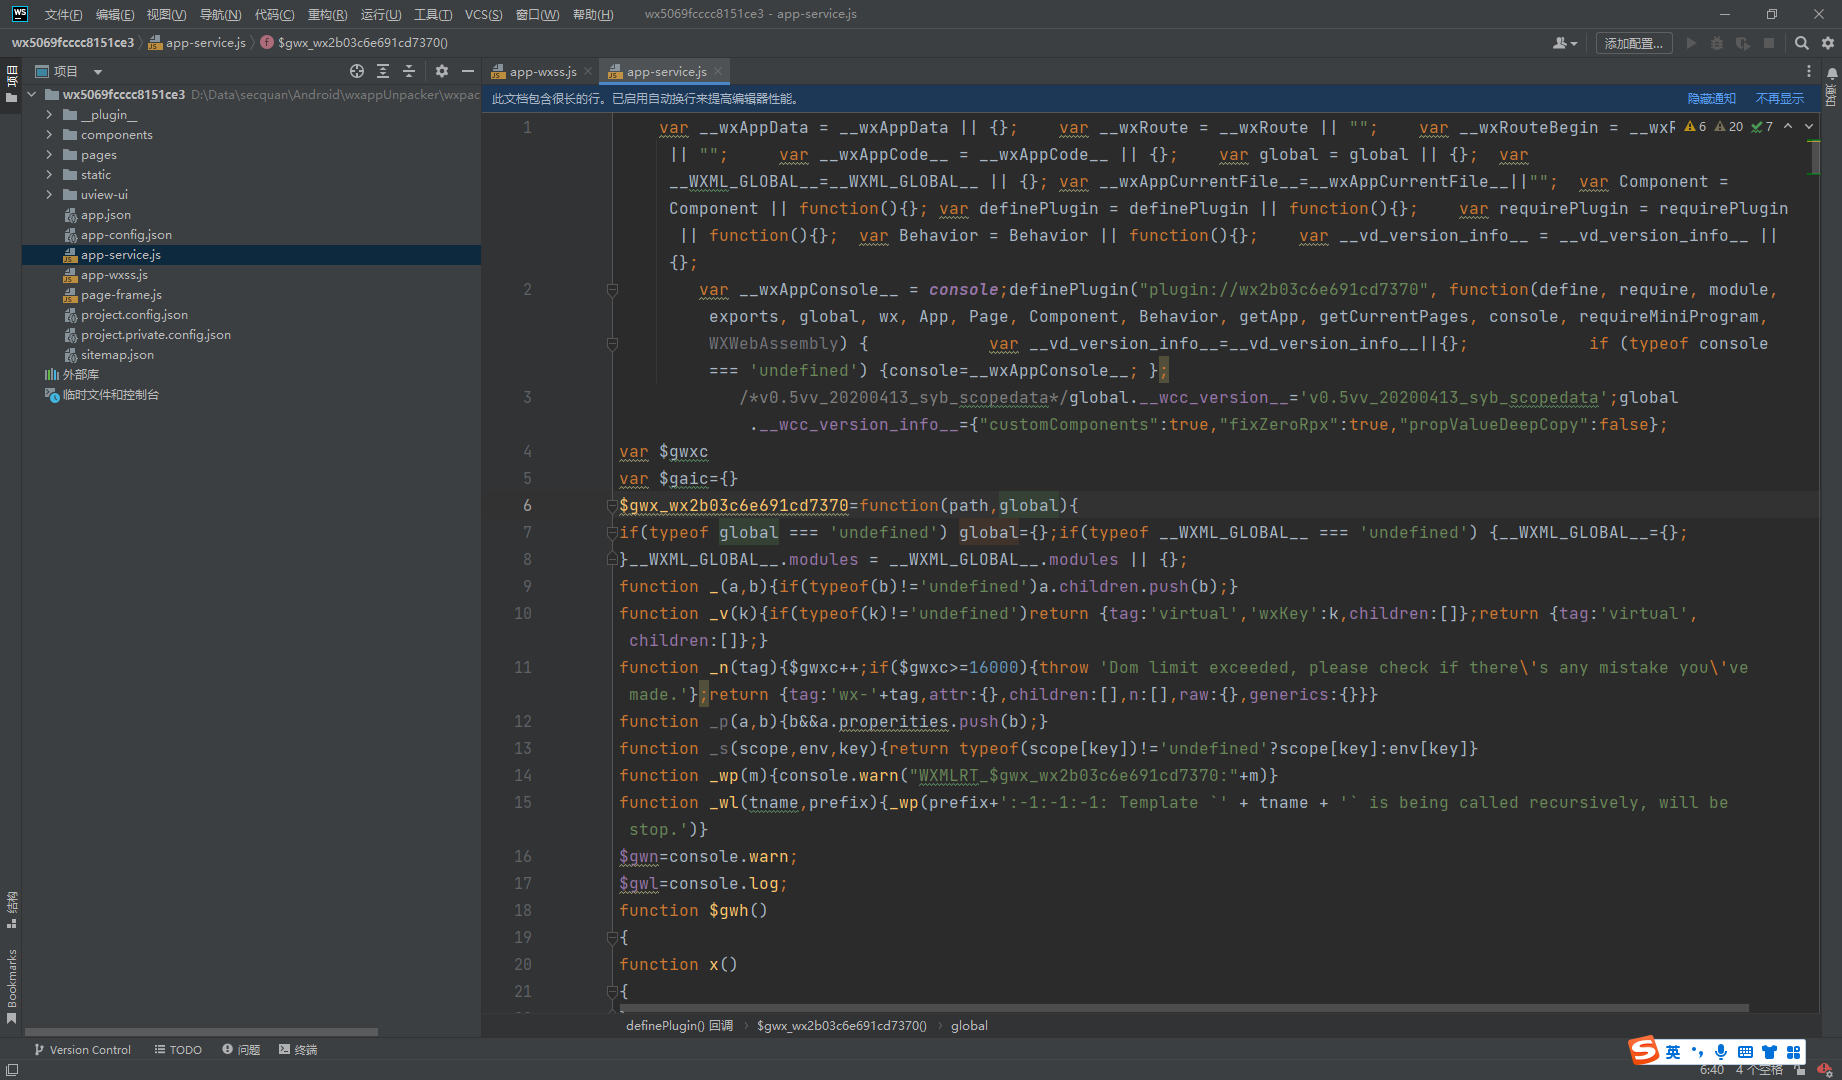 WS 文件(F) 编辑(E) 视图(V) 导航(N) 代码(C) 重构(R) 运行(U) 工具(T) VCS(S) 窗口(W) 帮助(H) wx5069fcccc8151ce3 - app-service.js
wx5069fcccc8151ce3 app-service.js $gwx_wx2b03c6e691cd7370() 添加配置...
项目
项目
app-wxss.js
app-service.js
通知
wx5069fcccc8151ce3 D:\Data\secquan\Android\wxappUnpacker\wxpac
__plugin__
components
pages
static
uview-ui
app.json
app-config.json
app-service.js
app-wxss.js
page-frame.js
project.config.json
project.private.config.json
sitemap.json
外部库
临时文件和控制台
此文档包含很长的行。已启用自动换行来提高编辑器性能。 隐藏通知 不再显示
6 20 7
1 var __wxAppData = __wxAppData || {}; var __wxRoute = __wxRoute || ""; var __wxRouteBegin = __wxR
|| ""; var __wxAppCode__ = __wxAppCode__ || {}; var global = global || {}; var
__WXML_GLOBAL__=__WXML_GLOBAL__ || {}; var __wxAppCurrentFile__=__wxAppCurrentFile__||""; var Component =
Component || function(){}; var definePlugin = definePlugin || function(){}; var requirePlugin = requirePlugin
|| function(){}; var Behavior = Behavior || function(){}; var __vd_version_info__ = __vd_version_info__ ||
{};
2 var __wxAppConsole__ = console;definePlugin("plugin://wx2b03c6e691cd7370", function(define, require, module,
exports, global, wx, App, Page, Component, Behavior, getApp, getCurrentPages, console, requireMiniProgram,
WXWebAssembly) { var __vd_version_info__=__vd_version_info__||{}; if (typeof console
=== 'undefined') {console=__wxAppConsole__; };
3 /*v0.5vv_20200413_syb_scopedata*/global.__wcc_version__='v0.5vv_20200413_syb_scopedata';global
.__wcc_version_info__={"customComponents":true,"fixZeroRpx":true,"propValueDeepCopy":false};
4 var $gwxc
5 var $gaic={}
6 $gwx_wx2b03c6e691cd7370=function(path,global){
7 if(typeof global === 'undefined') global={};if(typeof __WXML_GLOBAL__ === 'undefined') {__WXML_GLOBAL__={};
8 }__WXML_GLOBAL__.modules = __WXML_GLOBAL__.modules || {};
9 function _(a,b){if(typeof(b)!='undefined')a.children.push(b);}
10 function _v(k){if(typeof(k)!='undefined')return {tag:'virtual','wxKey':k,children:[]};return {tag:'virtual',
children:[]};}
11 function _n(tag){$gwxc++;if($gwxc>=16000){throw 'Dom limit exceeded, please check if there\'s any mistake you\'ve
made.'};return {tag:'wx-'+tag,attr:{},children:[],n:[],raw:{},generics:{}}}
12 function _p(a,b){b&&a.properities.push(b);}
13 function _s(scope,env,key){return typeof(scope[key])!='undefined'?scope[key]:env[key]}
14 function _wp(m){console.warn("WXMLRT_$gwx_wx2b03c6e691cd7370:"+m)}
15 function _wl(tname,prefix){_wp(prefix+':-1:-1:-1: Template `' + tname + '` is being called recursively, will be
stop.')}
16 $gwn=console.warn;
17 $gwl=console.log;
18 function $gwh()
19 {
20 function x()
21 {
结构
Bookmarks
definePlugin() 回调 $gwx_wx2b03c6e691cd7370() global
Version Control TODO 问题 终端
S 英
6:40 4 个空格